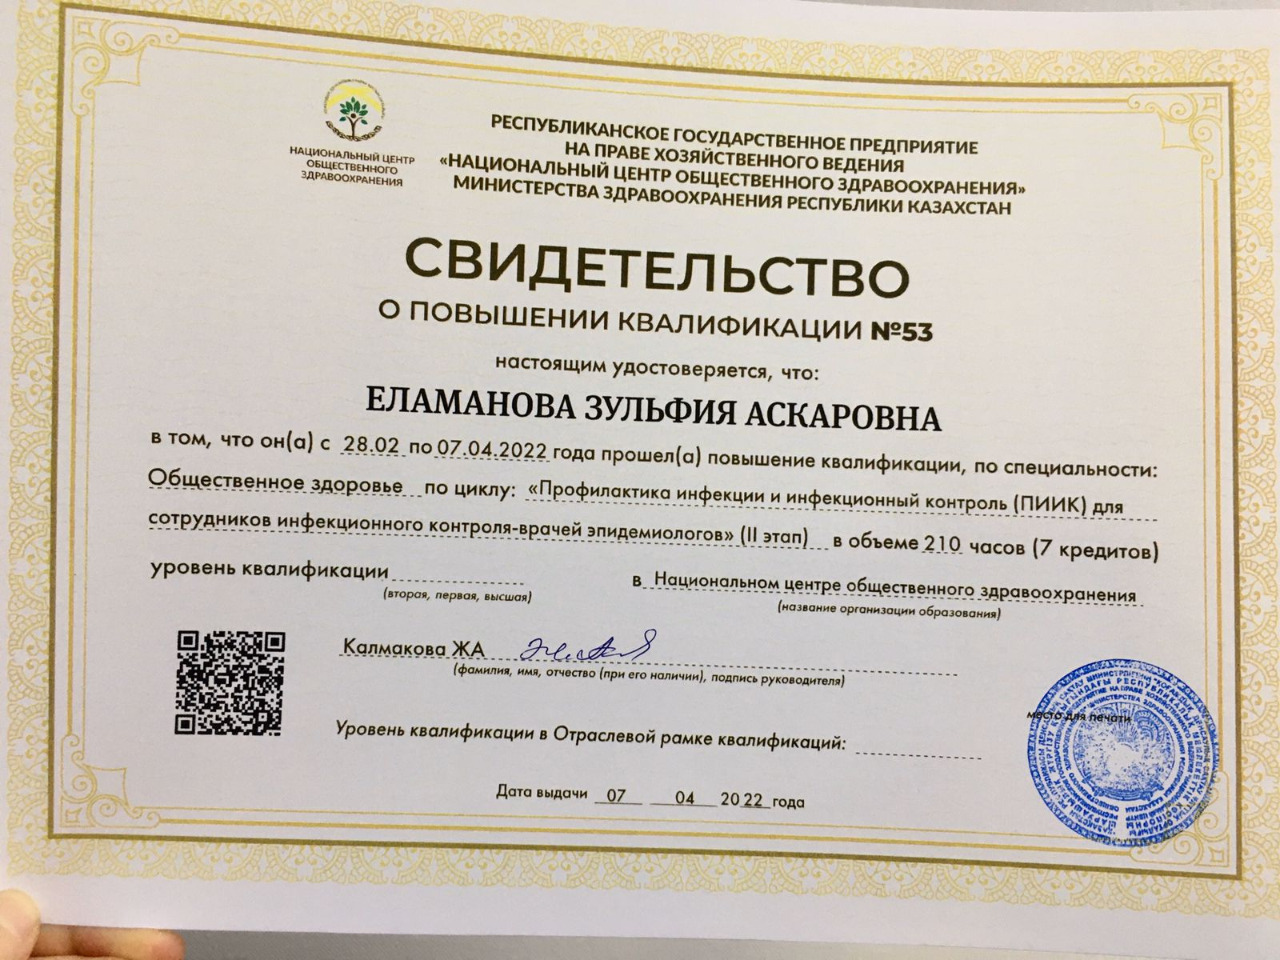 НАЦИОНАЛЬНЫЙ ЦЕНТР
ОБЩЕСТВЕННОГО
ЗДРАВООХРАНЕНИЯ
РЕСПУБЛИКАНСКОЕ ГОСУДАРСТВЕННОЕ ПРЕДПРИЯТИЕ
НА ПРАВЕ ХОЗЯЙСТВЕННОГО ВЕДЕНИЯ
«НАЦИОНАЛЬНЫЙ ЦЕНТР ОБЩЕСТВЕННОГО ЗДРАВООХРАНЕНИЯ»
МИНИСТЕРСТВА ЗДРАВООХРАНЕНИЯ РЕСПУБЛИКИ КАЗАХСТАН
СВИДЕТЕЛЬСТВО
О ПОВЫШЕНИИ КВАЛИФИКАЦИИ №53
настоящим удостоверяется, что:
ЕЛАМАНОВА ЗУЛЬФИЯ АСКАРОВНА
в том, что он(а) с 28.02 по 07.04.2022 года прошел(а) повышение квалификации, по специальности:
Общественное здоровье по циклу: «Профилактика инфекции и инфекционный контроль (ПИИК) для
сотрудников инфекционного контроля-врачей эпидемиологов» (II этап) в объеме 210 часов (7 кредитов)
уровень квалификации в Национальном центре общественного здравоохранения
(вторая, первая, высшая) (название организации образования)
Калмакова ЖА
(фамилия, имя, отчество (при его наличии), подпись руководителя)
место для печати
Уровень квалификации в Отраслевой рамке квалификаций:
Дата выдачи 07 04 2022 года